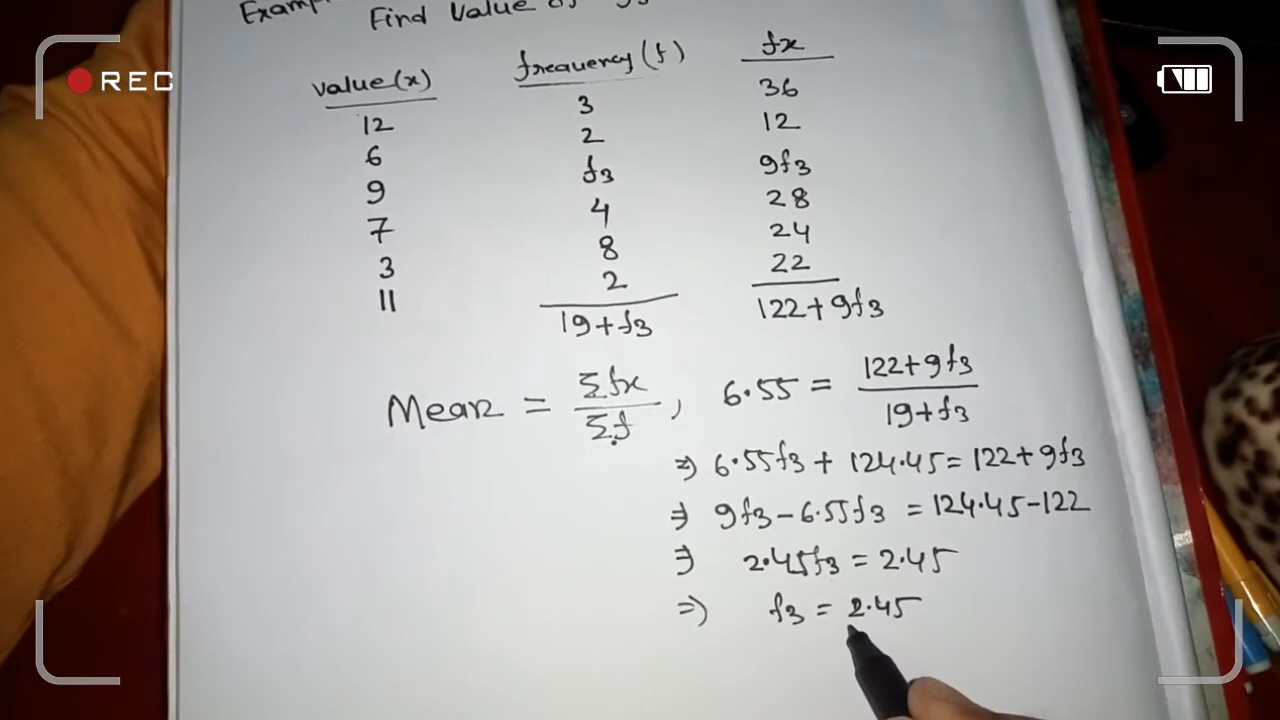 REC
Find Value of
value(x) frequency(f) fx
12 3 36
6 2 12
9 f3 9f3
7 4 28
3 8 24
11 2 22
19+f3 122+9f3
Mean = Σfx/Σf, 6.55 = 122+9f3/19+f3
⇒ 6.55f3 + 124.45 = 122+9f3
⇒ 9f3 - 6.55f3 = 124.45-122
⇒ 2.45f3 = 2.45
⇒ f3 = 2.45